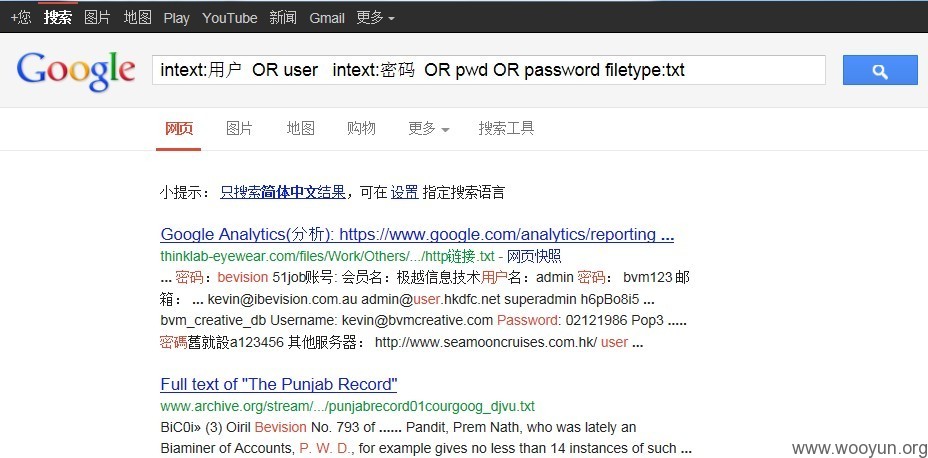 +您 搜索 图片 地图 Play YouTube 新闻 Gmail 更多
Google intext:用户 OR user intext:密码 OR pwd OR password filetype:txt
网页 图片 地图 购物 更多 搜索工具
小提示： 只搜索简体中文结果，可在 设置 指定搜索语言
Google Analytics(分析): https://www.google.com/analytics/reporting ...
thinklab-eyewear.com/files/Work/Others/.../http链接.txt - 网页快照
... 密码：bevision 51job账号: 会员名：极越信息技术用户名：admin 密码： bvm123 邮
箱： ... kevin@ibevision.com.au admin@user.hkdfc.net superadmin h6pBo8i5 ...
bvm_creative_db Username: kevin@bvmcreative.com Password: 02121986 Pop3 .....
密碼舊就設a123456 其他服务器： http://www.seamooncruises.com.hk/ user ...
Full text of "The Punjab Record"
www.archive.org/stream/.../punjabrecord01courgoog_djvu.txt
BiC0i» (3) Oiril Bevision No. 793 of ...... Pandit, Prem Nath, who was lately an
Biaminer of Accounts, P. W. D., for example gives no less than 14 instances of such ...
www.wooyun.org